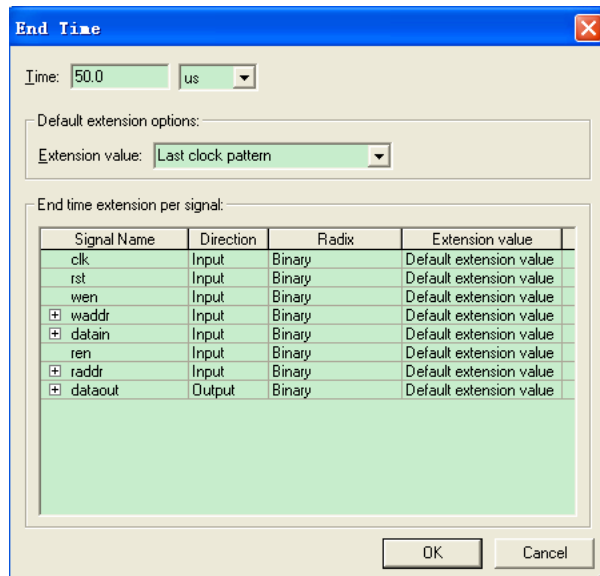 End Time
Time: 50.0 us
Default extension options:
Extension value: Last clock pattern
End time extension per signal:
Signal Name Direction Radix Extension value
clk Input Binary Default extension value
rst Input Binary Default extension value
wen Input Binary Default extension value
waddr Input Binary Default extension value
datain Input Binary Default extension value
ren Input Binary Default extension value
raddr Input Binary Default extension value
dataout Output Binary Default extension value
OK Cancel